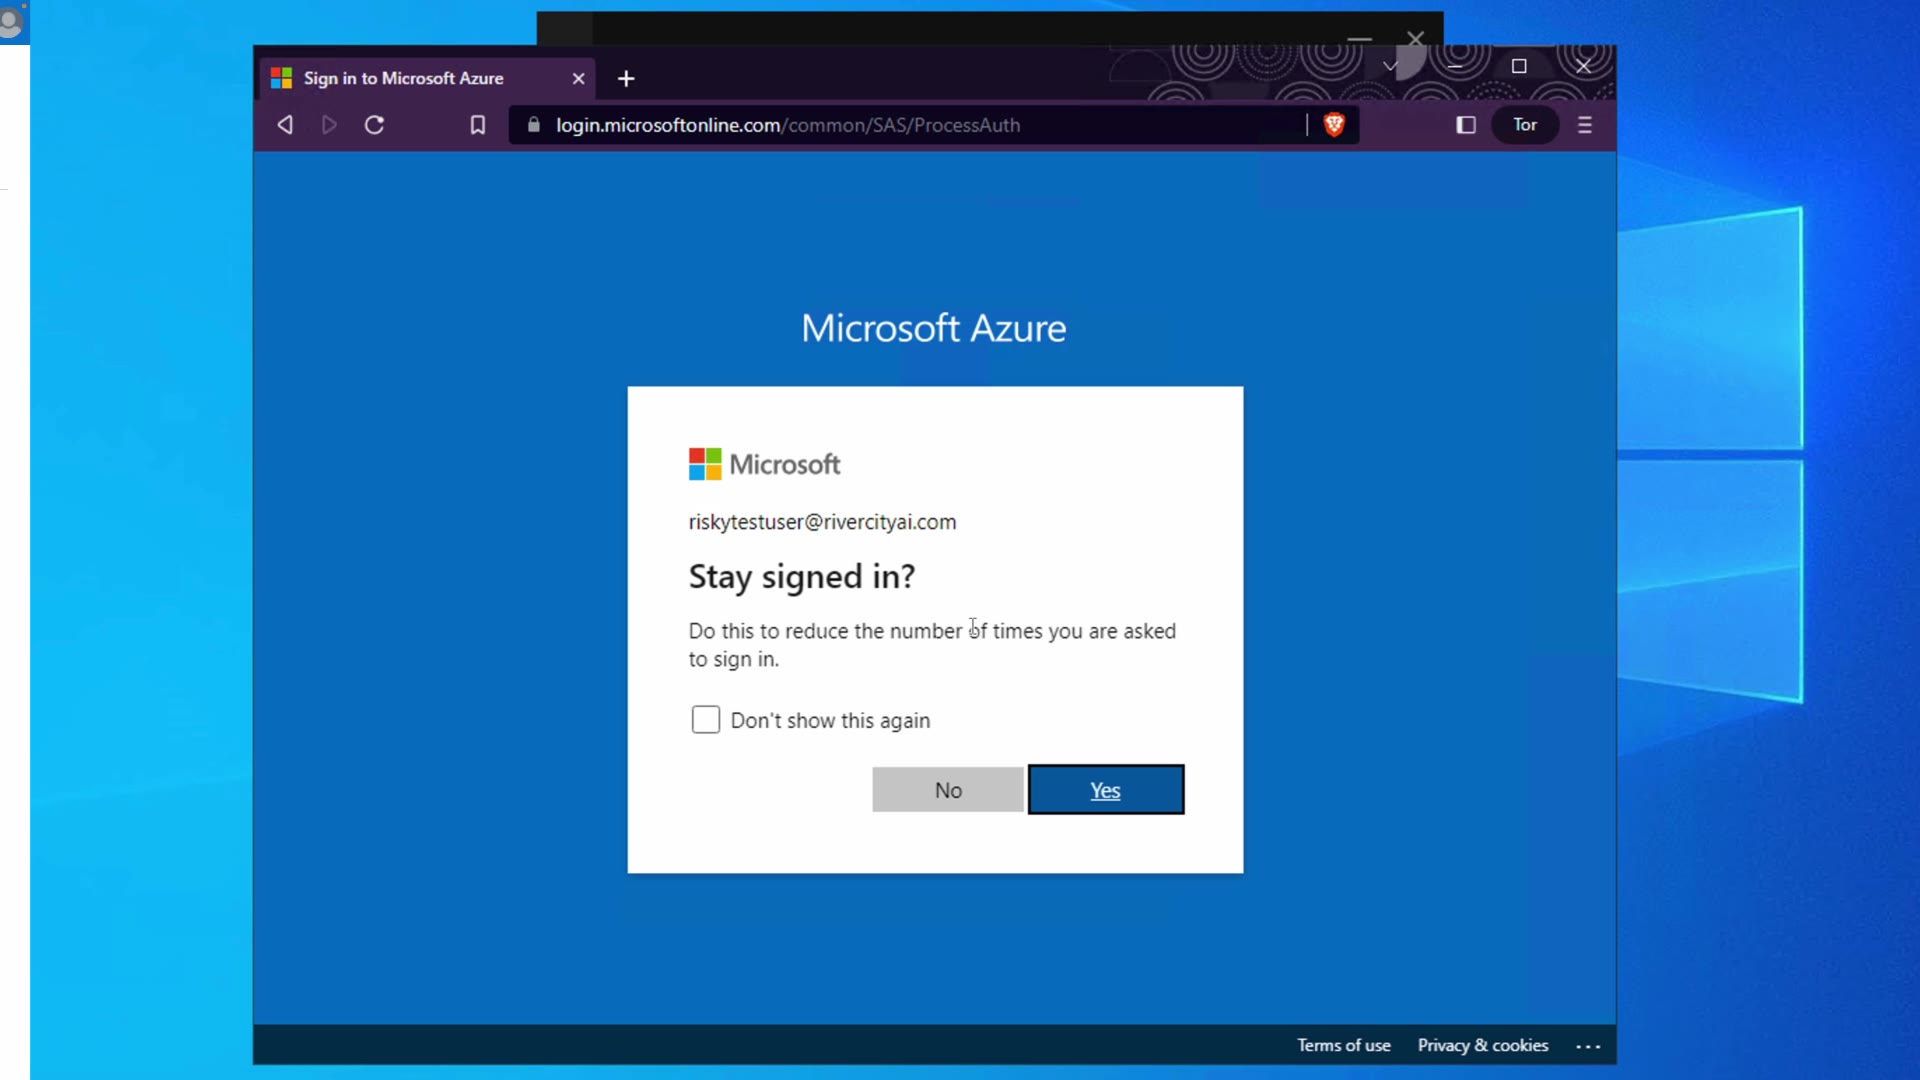 Sign in to Microsoft Azure
login.microsoftonline.com/common/SAS/ProcessAuth
Tor
Microsoft Azure
Microsoft
riskytestuser@rivercityai.com
Stay signed in?
Do this to reduce the number of times you are asked
to sign in.
Don't show this again
No
Yes
Terms of use
Privacy & cookies